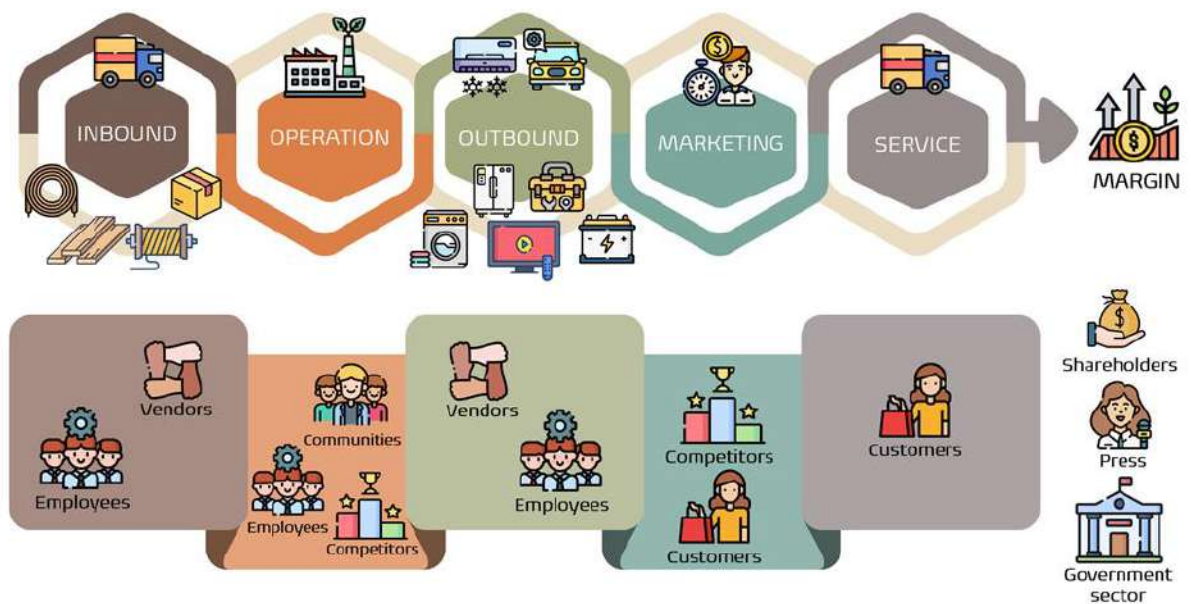 INBOUND
OPERATION
OUTBOUND
MARKETING
SERVICE
MARGIN
Vendors
Employees
Communities
Employees
Competitors
Vendors
Employees
Competitors
Customers
Customers
Shareholders
Press
Government
sector